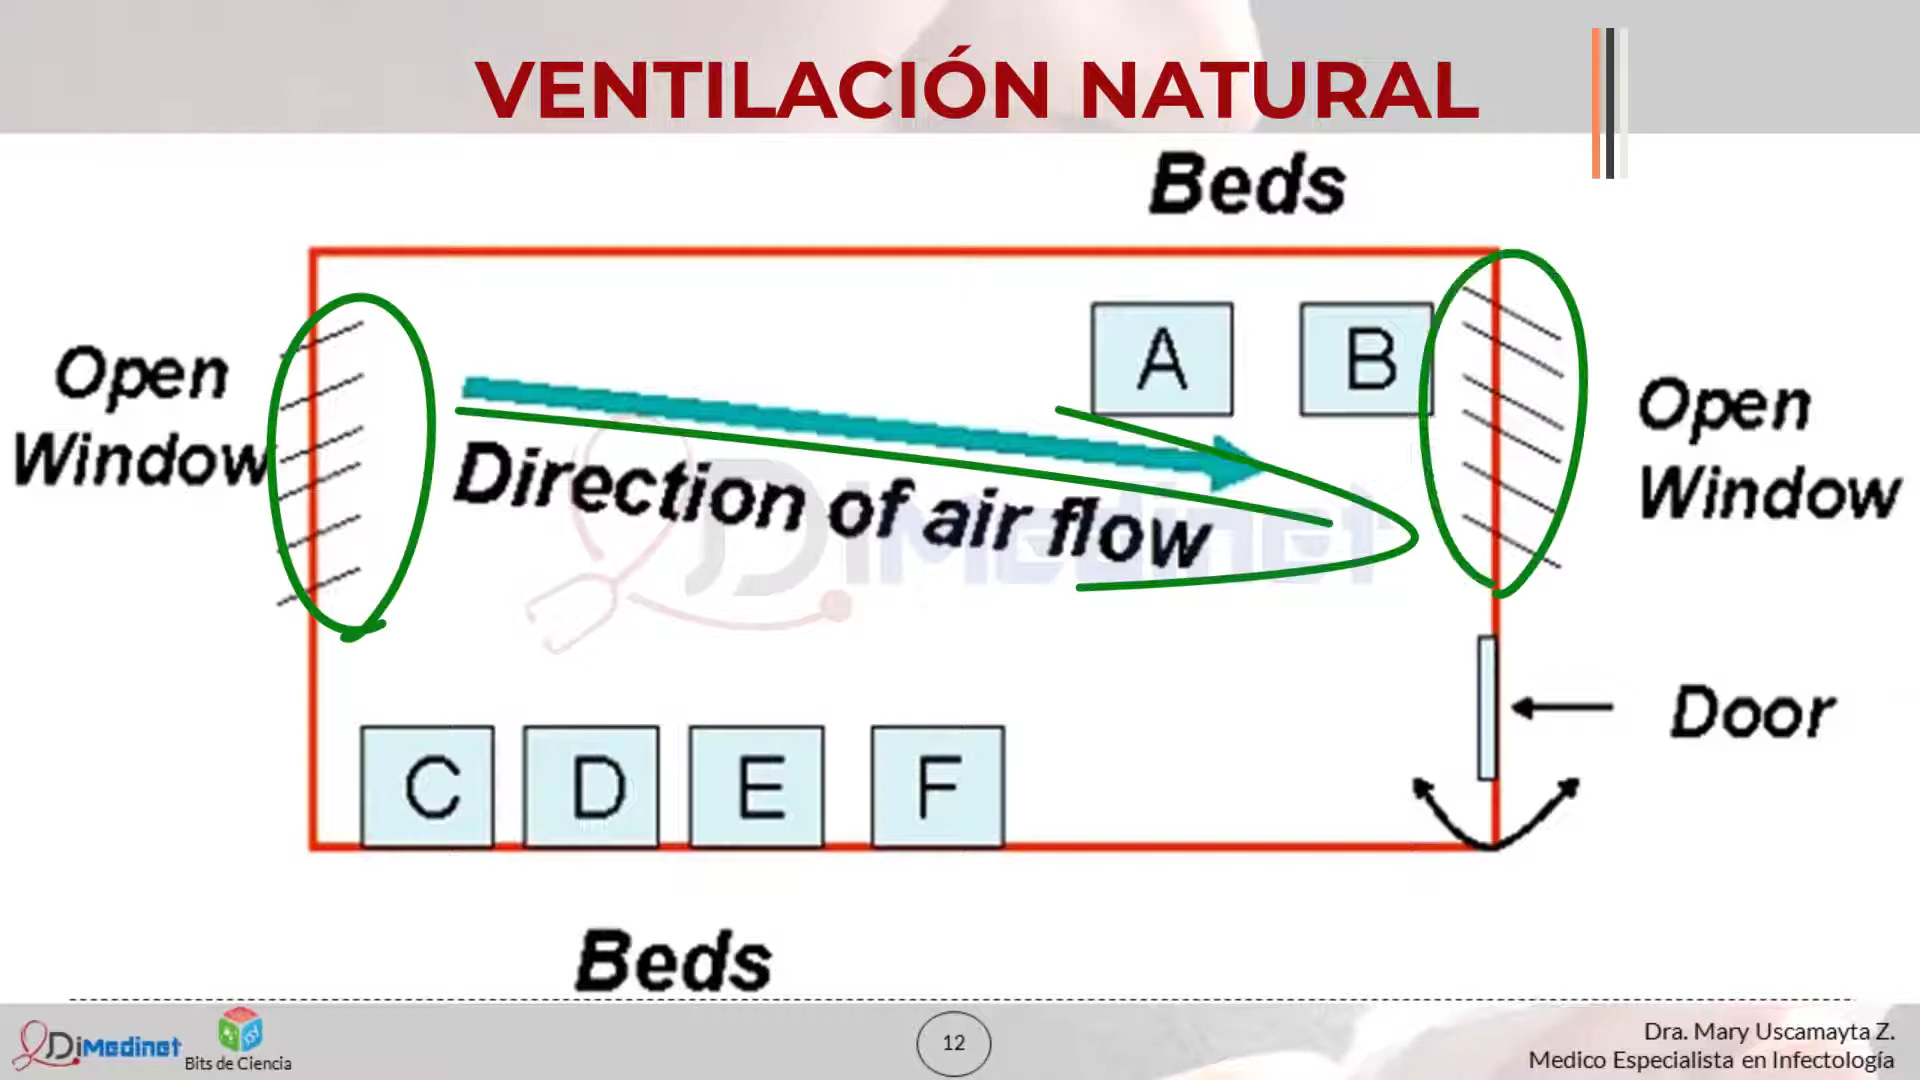 VENTILACIÓN NATURAL
Beds
A
B
Open
Window
Open
Window
Direction of air flow
DiMedinet
Door
C
D
E
F
Beds
DiMedinet
Bits de Ciencia
12
Dra. Mary Uscamayta Z.
Medico Especialista en Infectología